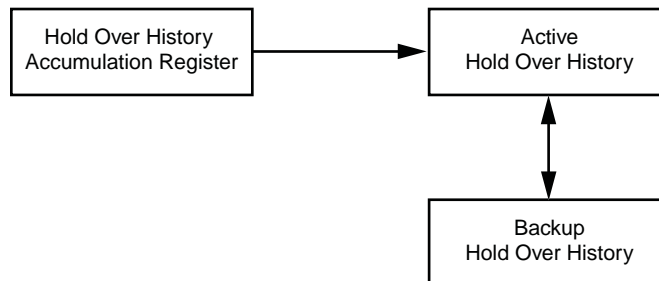 Hold Over History
Accumulation Register
Active
Hold Over History
Backup
Hold Over History